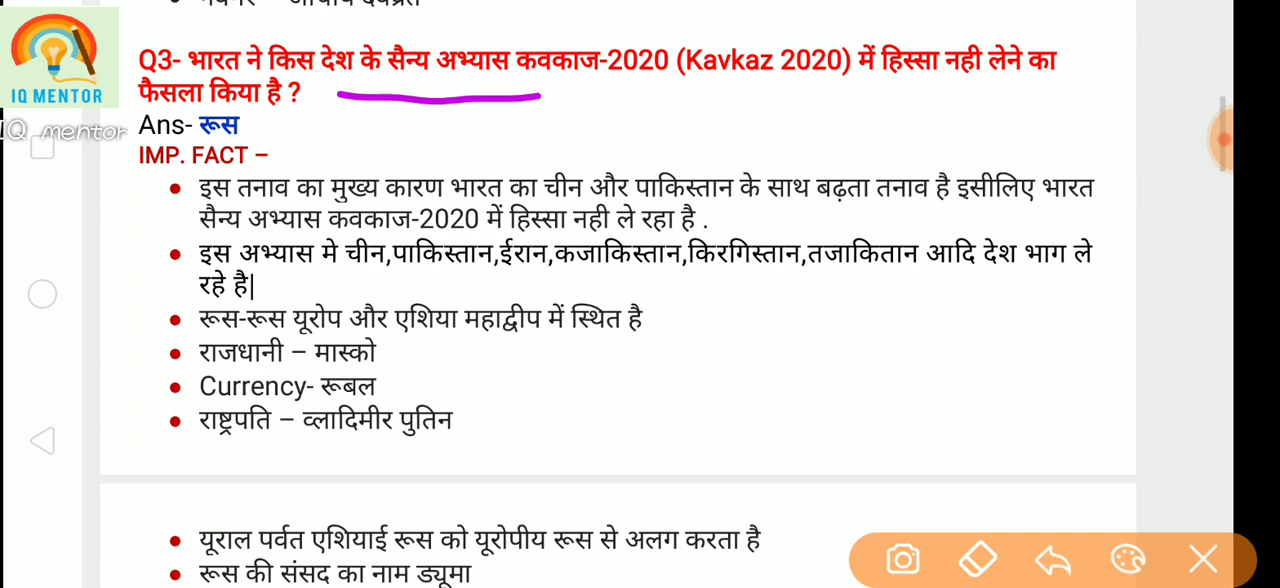 Q3- भारत ने किस देश के सैन्य अभ्यास कवकाज-2020 (Kavkaz 2020) में हिस्सा नही लेने का
फैसला किया है ?
IQ MENTOR
IQ mentor
Ans- रूस
IMP. FACT –
इस तनाव का मुख्य कारण भारत का चीन और पाकिस्तान के साथ बढ़ता तनाव है इसीलिए भारत
सैन्य अभ्यास कवकाज-2020 में हिस्सा नही ले रहा है .
इस अभ्यास मे चीन,पाकिस्तान,ईरान,कजाकिस्तान,किरगिस्तान,तजाकितान आदि देश भाग ले
रहे है|
रूस-रूस यूरोप और एशिया महाद्वीप में स्थित है
राजधानी – मास्को
Currency- रूबल
राष्ट्रपति – व्लादिमीर पुतिन
यूराल पर्वत एशियाई रूस को यूरोपीय रूस से अलग करता है
रूस की संसद का नाम ड्यूमा